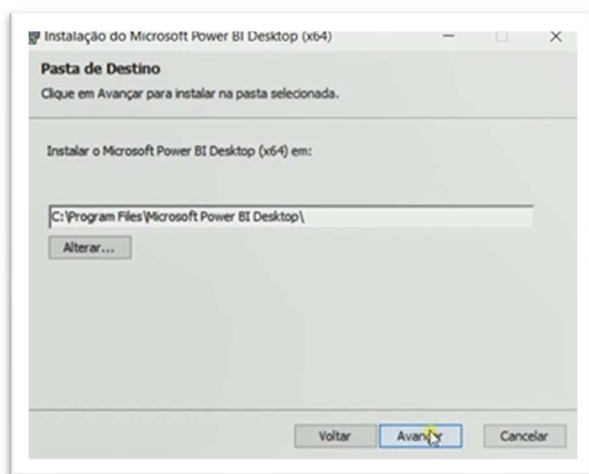 Instalação do Microsoft Power BI Desktop (x64)
Pasta de Destino
Clique em Avançar para instalar na pasta selecionada.
Instalar o Microsoft Power BI Desktop (x64) em:
C:\Program Files\Microsoft Power BI Desktop\
Alterar...
Voltar Avançar Cancelar